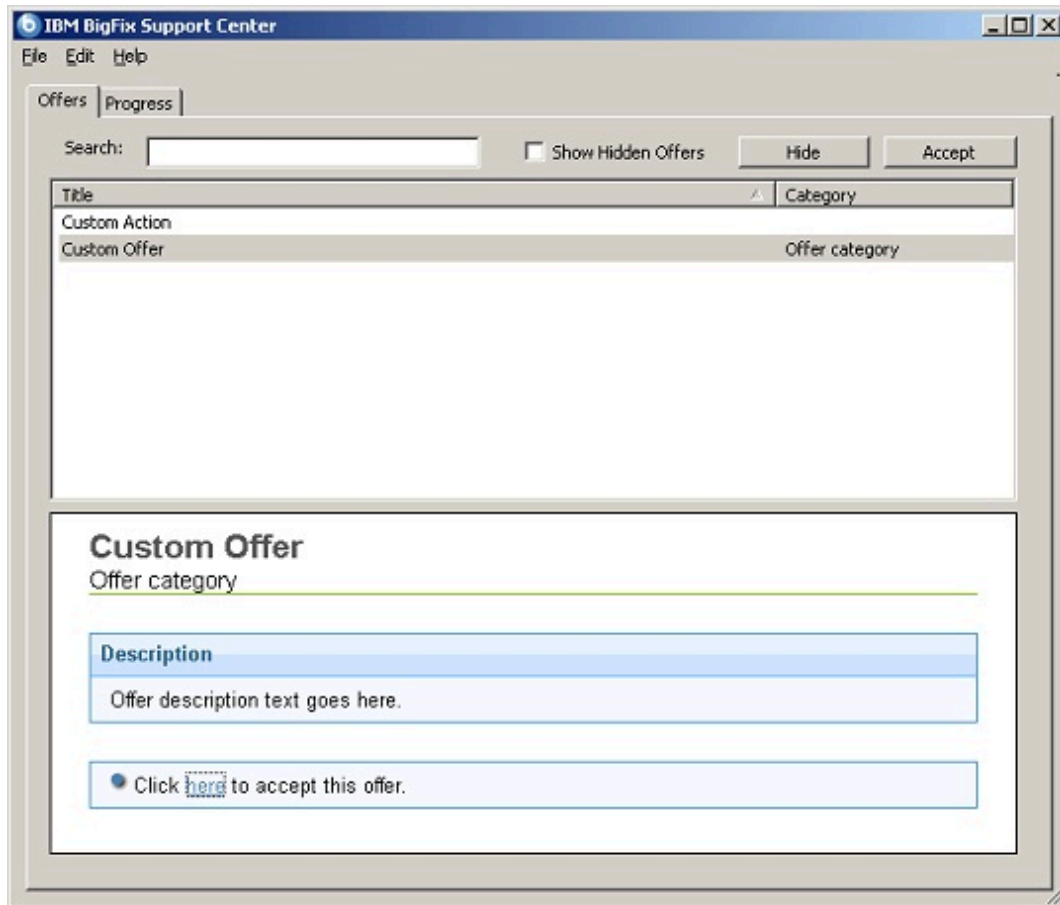 IBM BigFix Support Center
File Edit Help
Offers Progress
Search: Show Hidden Offers Hide Accept
Title Category
Custom Action
Custom Offer Offer category
Custom Offer
Offer category
Description
Offer description text goes here.
Click here to accept this offer.